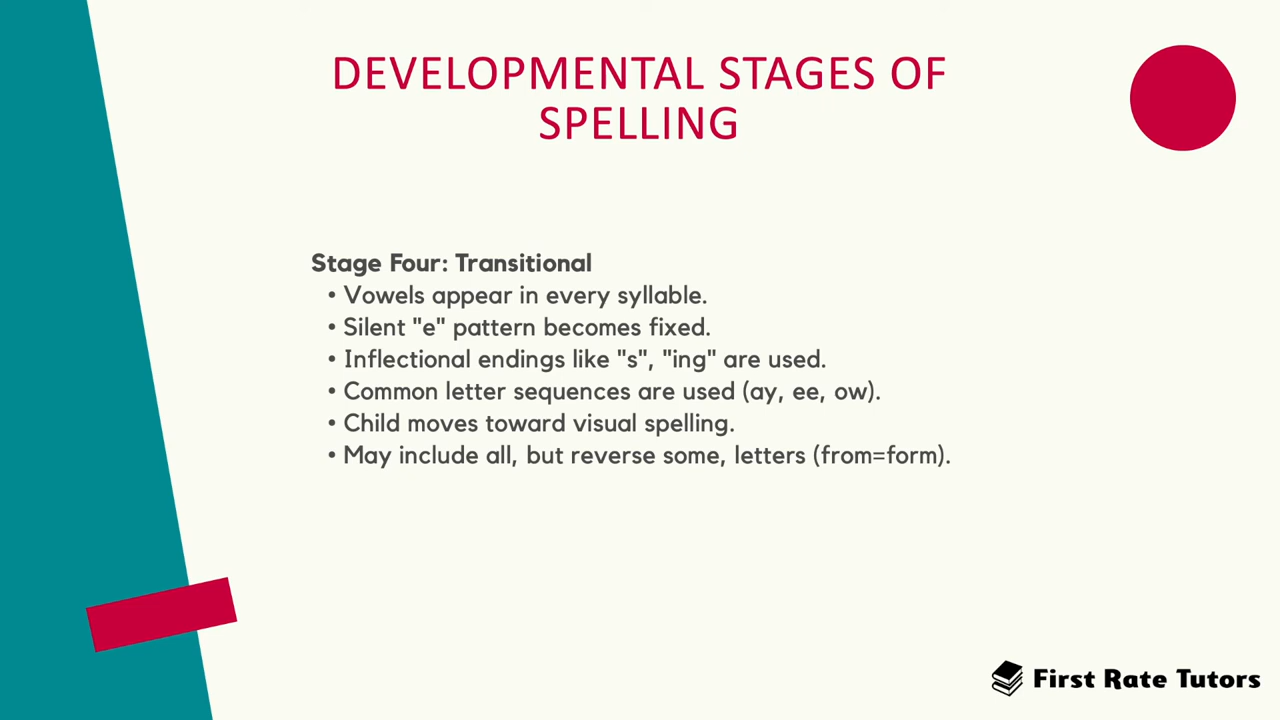 DEVELOPMENTAL STAGES OF
SPELLING
Stage Four: Transitional
• Vowels appear in every syllable.
• Silent "e" pattern becomes fixed.
• Inflectional endings like "s", "ing" are used.
• Common letter sequences are used (ay, ee, ow).
• Child moves toward visual spelling.
• May include all, but reverse some, letters (from=form).
First Rate Tutors